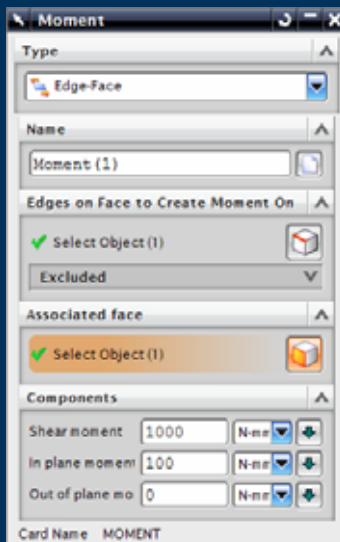 Moment
Type
Edge-Face
Name
Moment (1)
Edges on Face to Create Moment On
Select Object (1)
Excluded
Associated face
Select Object (1)
Components
Shear moment 1000 N-mm
In plane moment 100 N-mm
Out of plane mo 0 N-mm
Card Name MOMENT